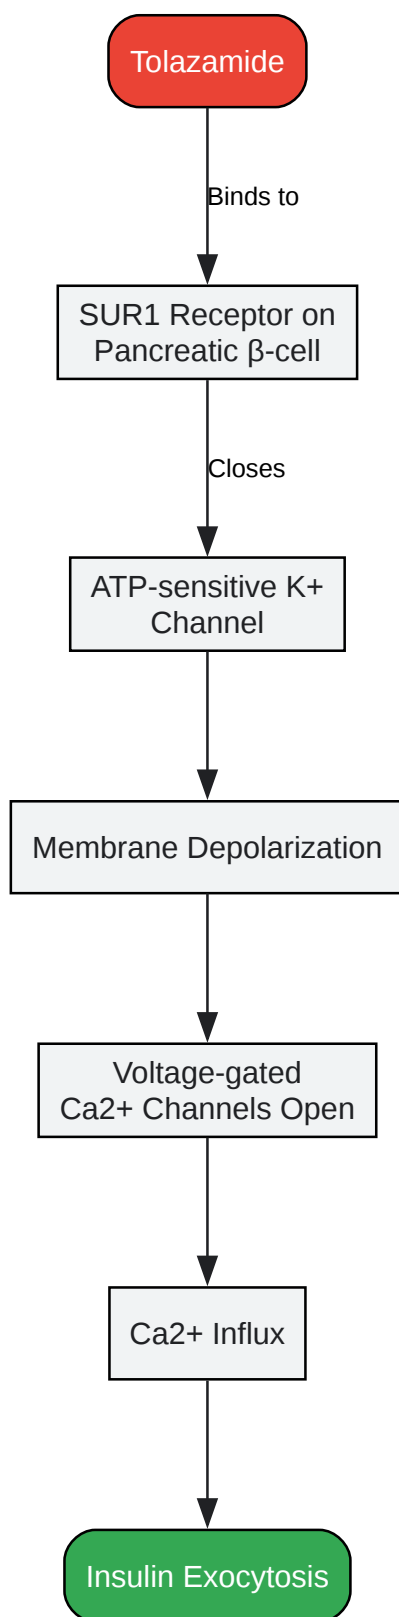 Tolazamide
Binds to
SUR1 Receptor on
Pancreatic β-cell
Closes
ATP-sensitive K+
Channel
Membrane Depolarization
Voltage-gated
Ca2+ Channels Open
Ca2+ Influx
Insulin Exocytosis